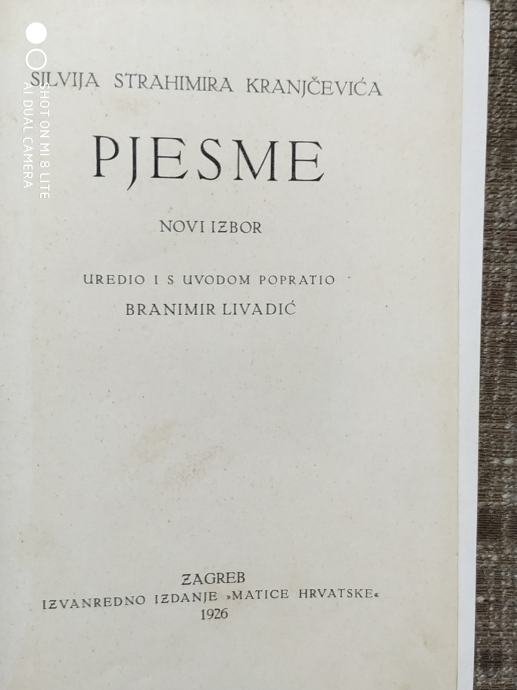 SILVIJA STRAHIMIRA KRANJČEVIĆA
PJESME
NOVI IZBOR
UREDIO I S UVODOM POPRATIO
BRANIMIR LIVADIĆ
ZAGREB
IZVANREDNO IZDANJE »MATICE HRVATSKE«
1926
SHOT ON MI 8 LITE
AI DUAL CAMERA